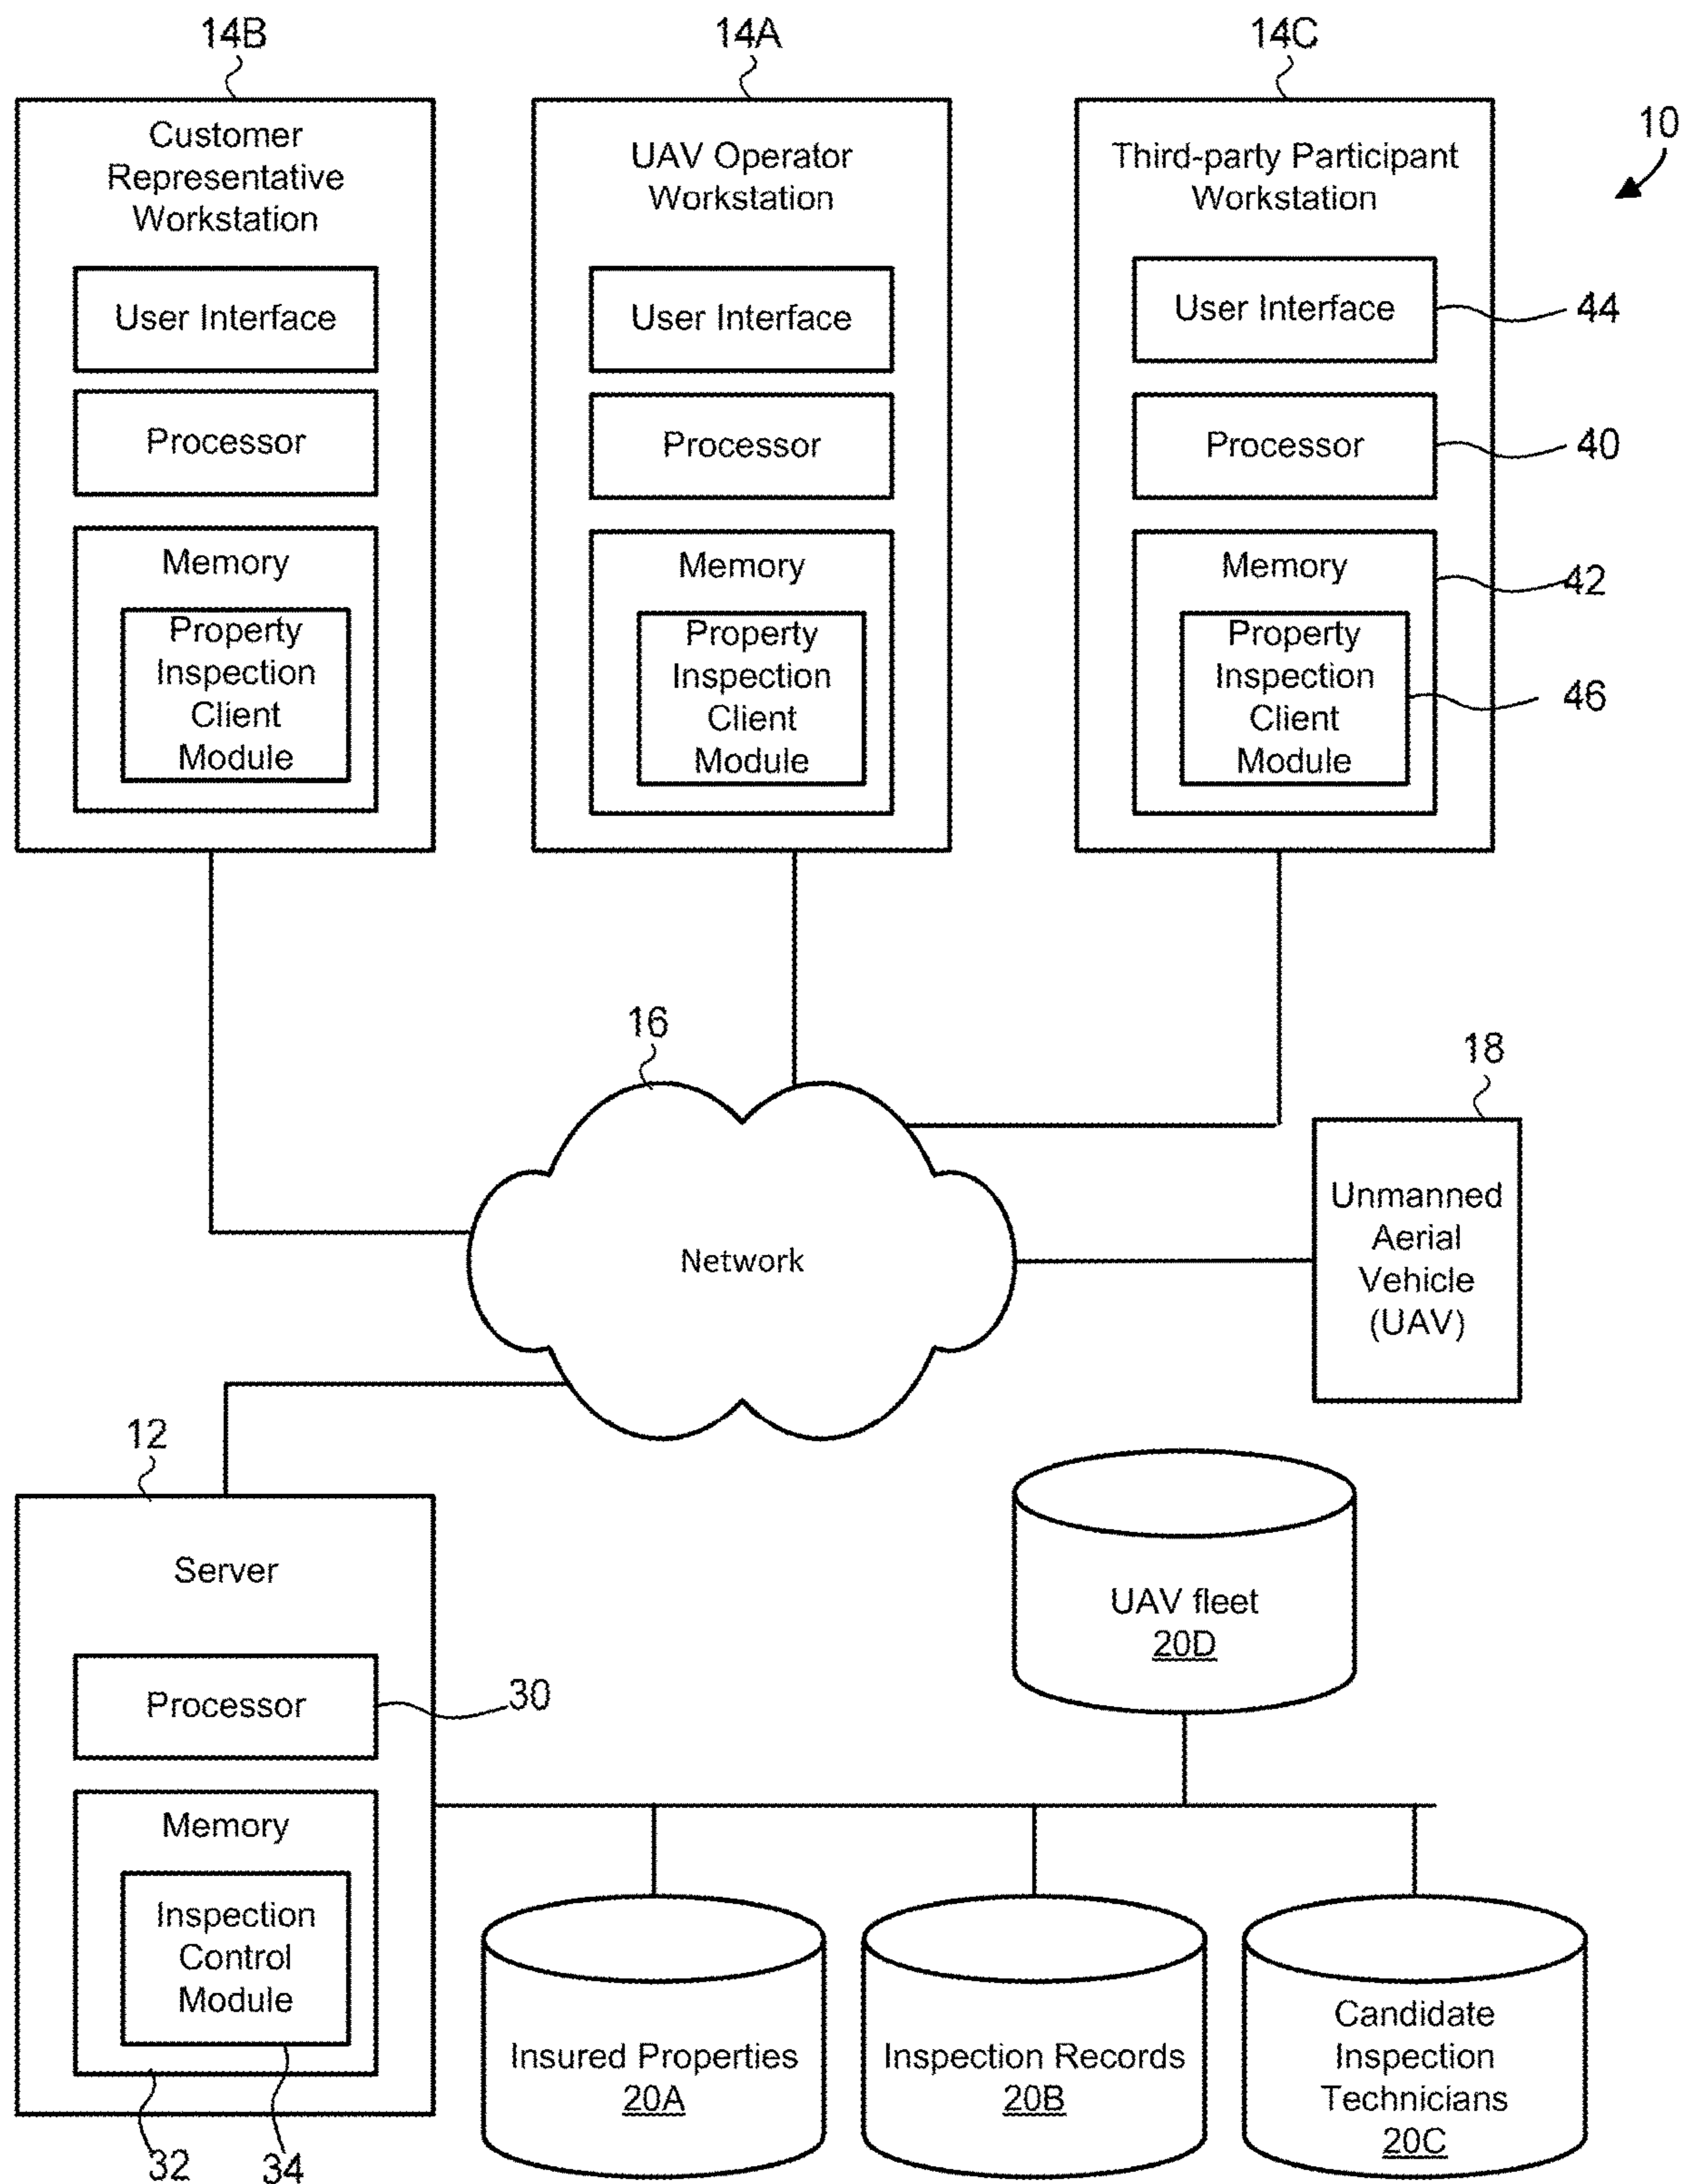 14B
14A
14C
10
Customer
Representative
Workstation
User Interface
Processor
Memory
Property
Inspection
Client
Module
UAV Operator
Workstation
User Interface
Processor
Memory
Property
Inspection
Client
Module
Third-party Participant
Workstation
User Interface
44
Processor
40
Memory
42
Property
Inspection
Client
Module
46
16
Network
18
Unmanned
Aerial
Vehicle
(UAV)
12
Server
Processor
30
Memory
Inspection
Control
Module
32
34
UAV fleet
20D
Insured Properties
20A
Inspection Records
20B
Candidate
Inspection
Technicians
20C